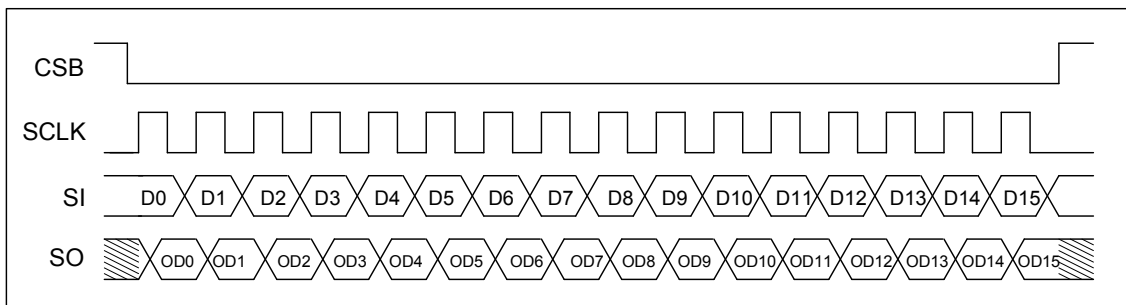 CSB
SCLK
SI D0 D1 D2 D3 D4 D5 D6 D7 D8 D9 D10 D11 D12 D13 D14 D15
SO OD0 OD1 OD2 OD3 OD4 OD5 OD6 OD7 OD8 OD9 OD10 OD11 OD12 OD13 OD14 OD15